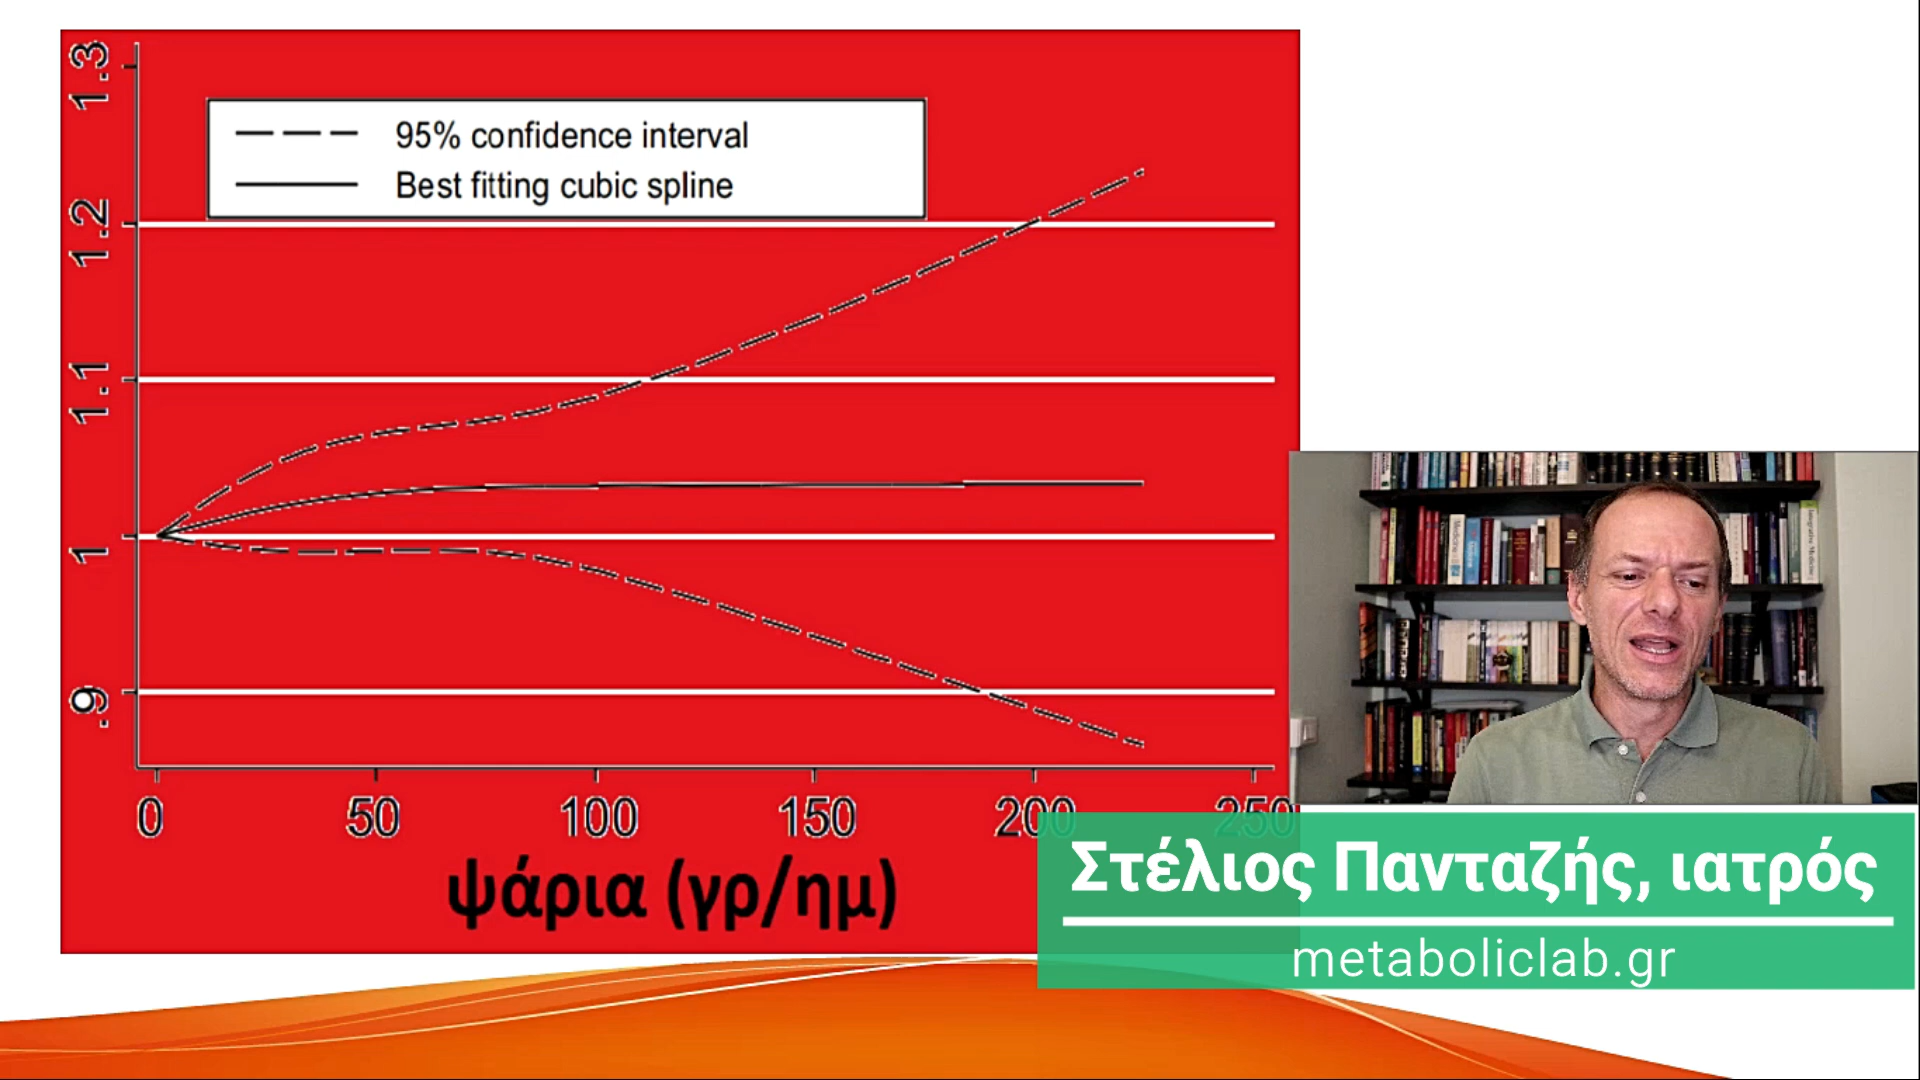 1.3
95% confidence interval
Best fitting cubic spline
1.2
1.1
1
.9
0 50 100 150 200 250
ψάρια (γρ/ημ)
Στέλιος Πανταζής, ιατρός
metaboliclab.gr